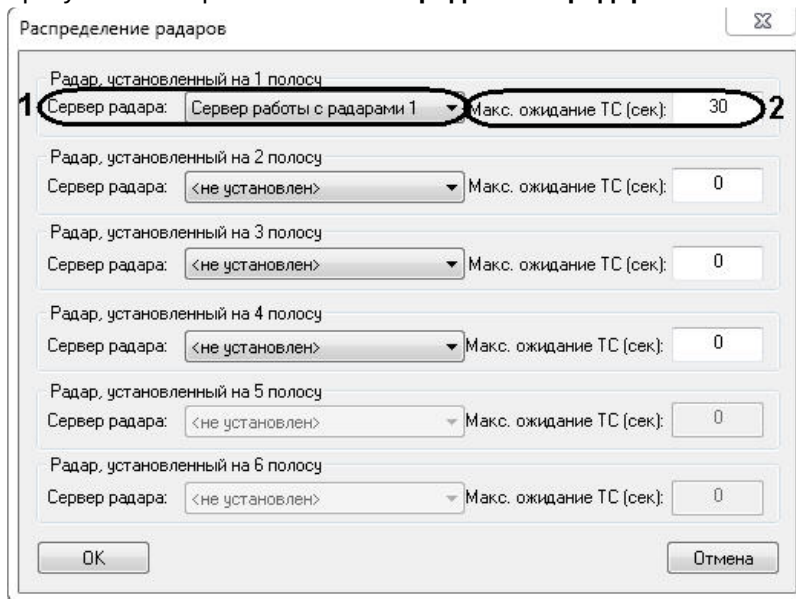 Распределение радаров
Радар, установленный на 1 полосу
1 Сервер радара: Сервер работы с радарами 1 Макс. ожидание ТС (сек): 30 2
Радар, установленный на 2 полосу
Сервер радара: <не установлен> Макс. ожидание ТС (сек): 0
Радар, установленный на 3 полосу
Сервер радара: <не установлен> Макс. ожидание ТС (сек): 0
Радар, установленный на 4 полосу
Сервер радара: <не установлен> Макс. ожидание ТС (сек): 0
Радар, установленный на 5 полосу
Сервер радара: <не установлен> Макс. ожидание ТС (сек): 0
Радар, установленный на 6 полосу
Сервер радара: <не установлен> Макс. ожидание ТС (сек): 0
OK Отмена